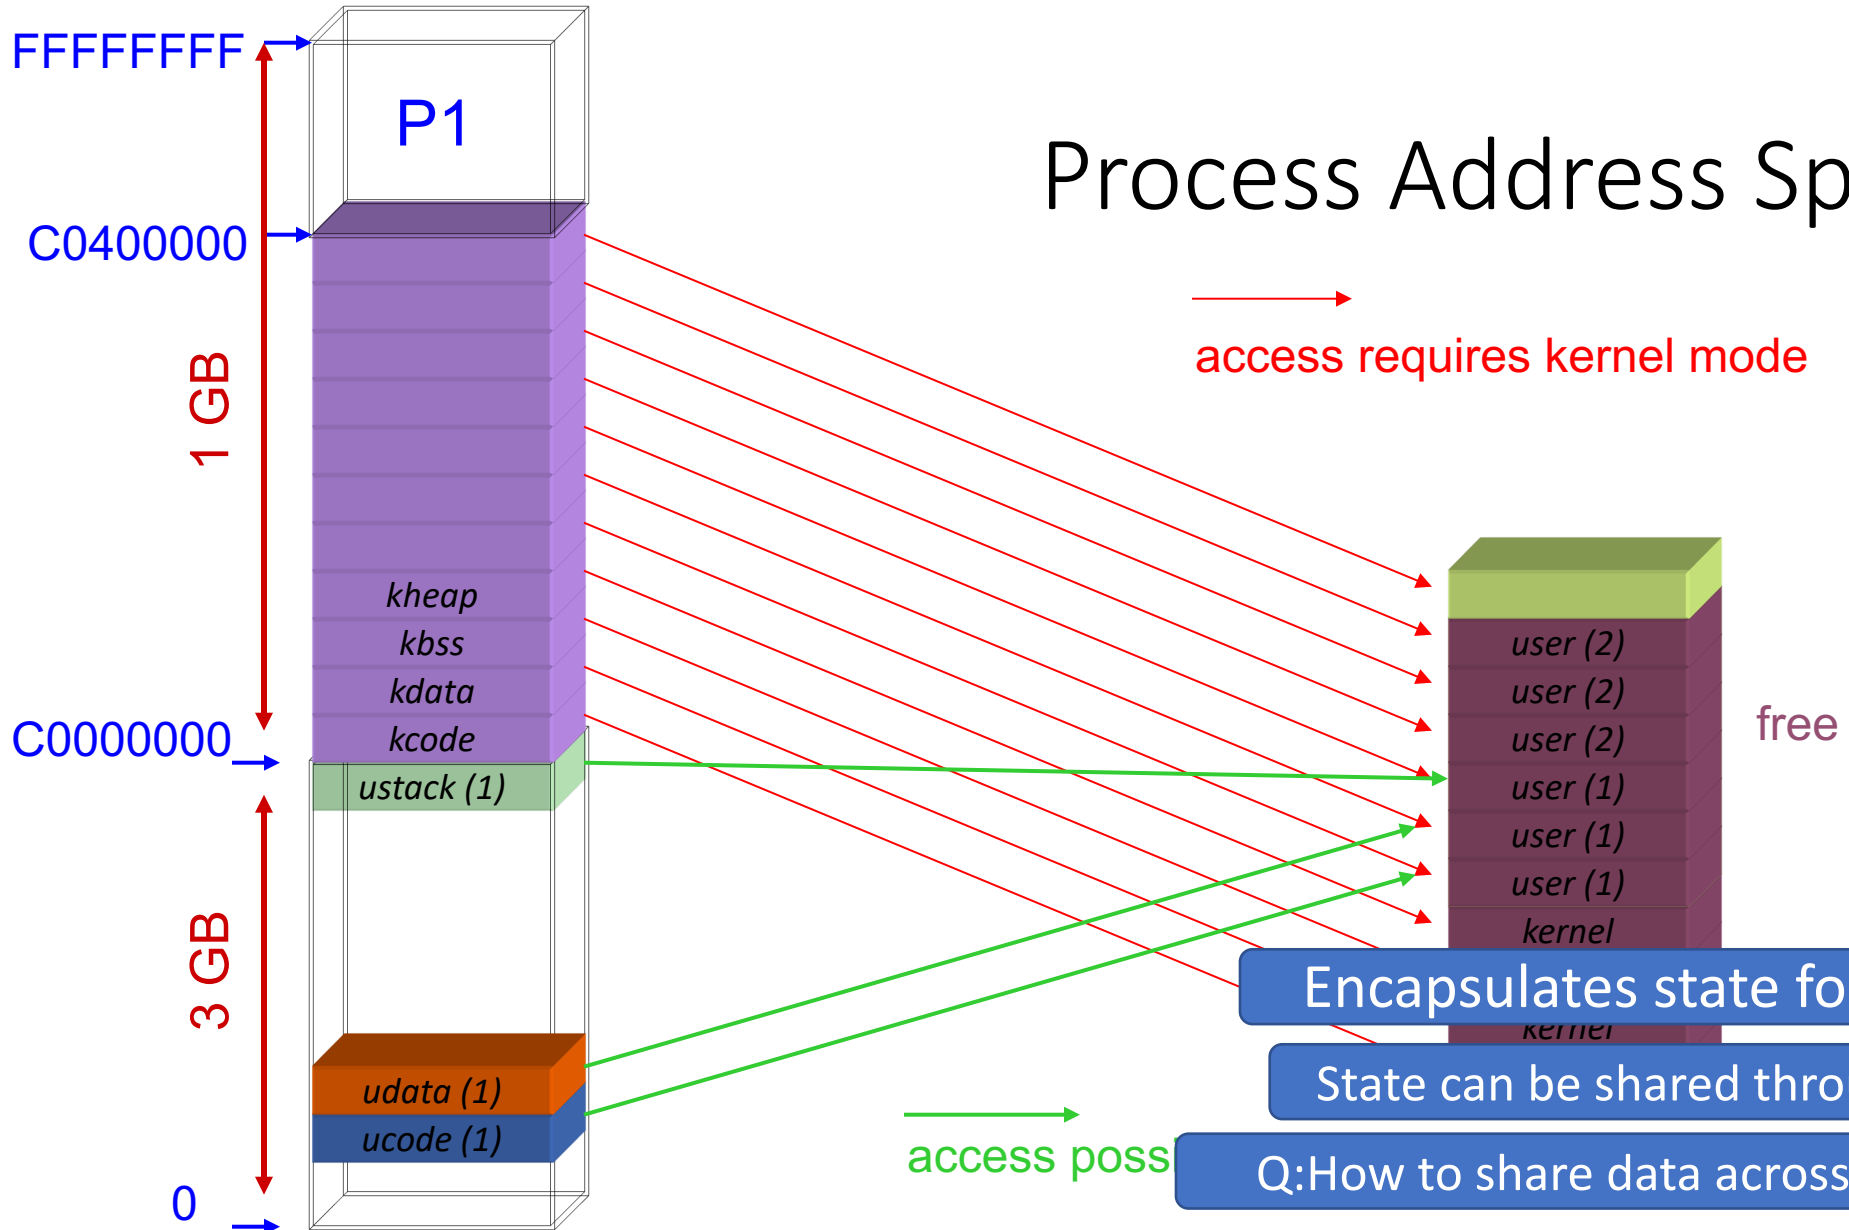 FFFFFFFF
P1
Process Address Sp
C0400000
access requires kernel mode
1 GB
kheap
kbss
kdata
kcode
C0000000
ustack (1)
3 GB
udata (1)
ucode (1)
0
user (2)
user (2)
user (2)
user (1)
user (1)
user (1)
kernel
kernel
free
Encapsulates state fo
State can be shared thro
access poss
Q:How to share data across